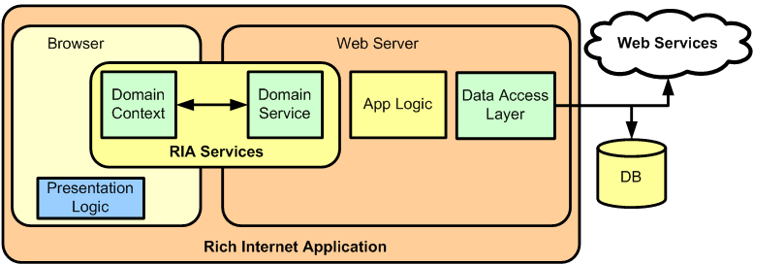 Browser
Web Server
Web Services
Domain
Context
Domain
Service
App Logic
Data Access
Layer
RIA Services
DB
Presentation
Logic
Rich Internet Application